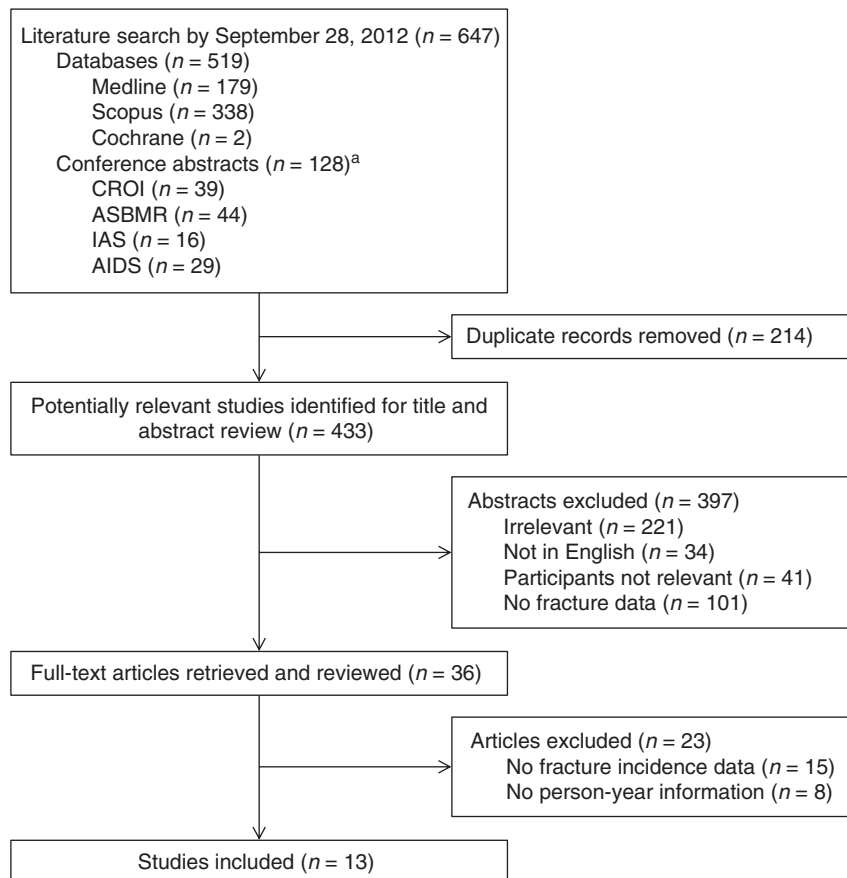 Literature search by September 28, 2012 (n = 647)
Databases (n = 519)
Medline (n = 179)
Scopus (n = 338)
Cochrane (n = 2)
Conference abstracts (n = 128)a
CROI (n = 39)
ASBMR (n = 44)
IAS (n = 16)
AIDS (n = 29)
Duplicate records removed (n = 214)
Potentially relevant studies identified for title and
abstract review (n = 433)
Abstracts excluded (n = 397)
Irrelevant (n = 221)
Not in English (n = 34)
Participants not relevant (n = 41)
No fracture data (n = 101)
Full-text articles retrieved and reviewed (n = 36)
Articles excluded (n = 23)
No fracture incidence data (n = 15)
No person-year information (n = 8)
Studies included (n = 13)